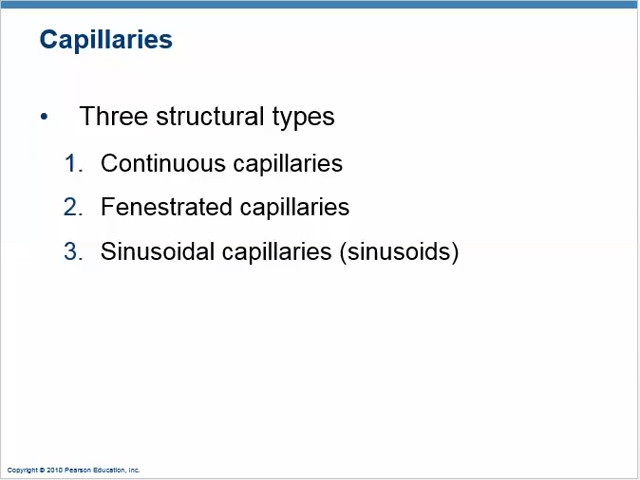 Capillaries
• Three structural types
1. Continuous capillaries
2. Fenestrated capillaries
3. Sinusoidal capillaries (sinusoids)
Copyright © 2010 Pearson Education, Inc.